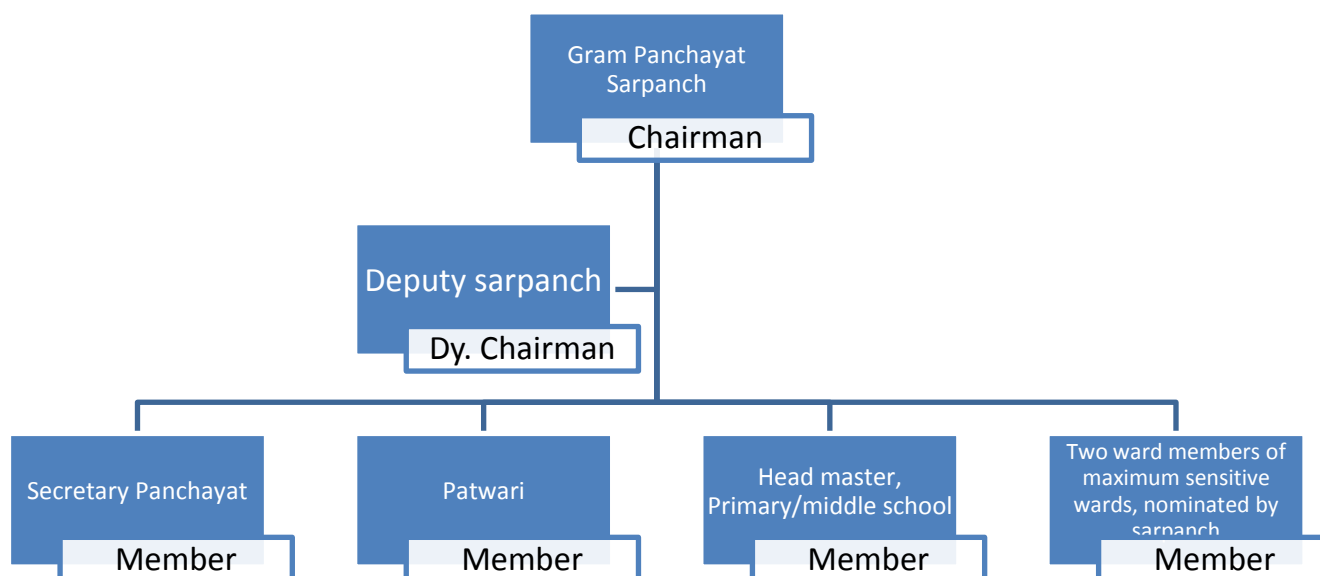 Gram Panchayat
Sarpanch
Chairman
Deputy sarpanch
Dy. Chairman
Secretary Panchayat
Member
Patwari
Member
Head master,
Primary/middle school
Member
Two ward members of
maximum sensitive
wards, nominated by
sarpanch
Member